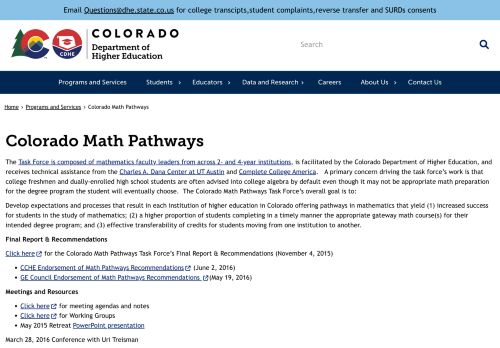 Email Questions@dhe.state.co.us for college transcipts,student complaints,reverse transfer and SURDs consents
CDHE
COLORADO
Department of
Higher Education
Search
Programs and Services Students Educators Data and Research Careers About Us Contact Us
Home > Programs and Services > Colorado Math Pathways
Colorado Math Pathways
The Task Force is composed of mathematics faculty leaders from across 2- and 4-year institutions, is facilitated by the Colorado Department of Higher Education, and
receives technical assistance from the Charles A. Dana Center at UT Austin and Complete College America. A primary concern driving the task force's work is that
college freshmen and dually-enrolled high school students are often advised into college algebra by default even though it may not be appropriate math preparation
for the degree program the student will eventually choose. The Colorado Math Pathways Task Force's overall goal is to:
Develop expectations and processes that result in each institution of higher education in Colorado offering pathways in mathematics that yield (1) increased success
for students in the study of mathematics; (2) a higher proportion of students completing in a timely manner the appropriate gateway math course(s) for their
intended degree program; and (3) effective transferability of credits for students moving from one institution to another.
Final Report & Recommendations
Click here for the Colorado Math Pathways Task Force's Final Report & Recommendations (November 4, 2015)
• CCHE Endorsement of Math Pathways Recommendations (June 2, 2016)
• GE Council Endorsement of Math Pathways Recommendations (May 19, 2016)
Meetings and Resources
• Click here for meeting agendas and notes
• Click here for Working Groups
• May 2015 Retreat PowerPoint presentation
March 28, 2016 Conference with Uri Treisman